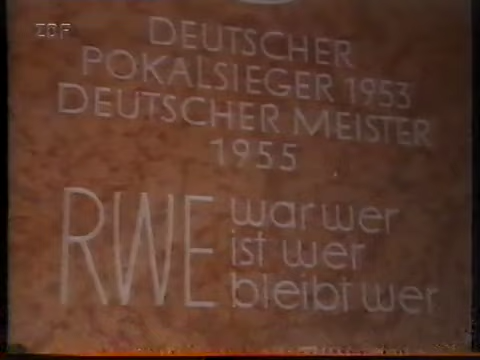 ZDF
DEUTSCHER
POKALSIEGER 1953
DEUTSCHER MEISTER
1955
RWE war wer
ist wer
bleibt wer